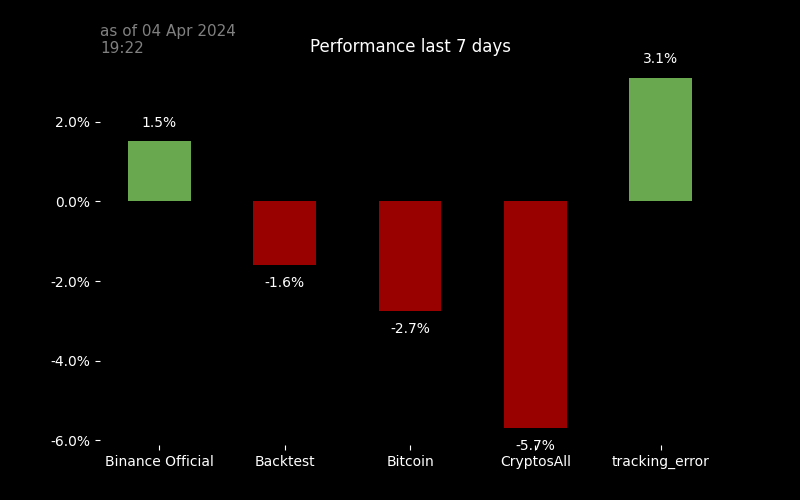 as of 04 Apr 2024
19:22
Performance last 7 days
3.1%
2.0%
1.5%
0.0%
-2.0%
-1.6%
-2.7%
-4.0%
-6.0%
-5.7%
Binance Official
Backtest
Bitcoin
CryptosAll
tracking_error